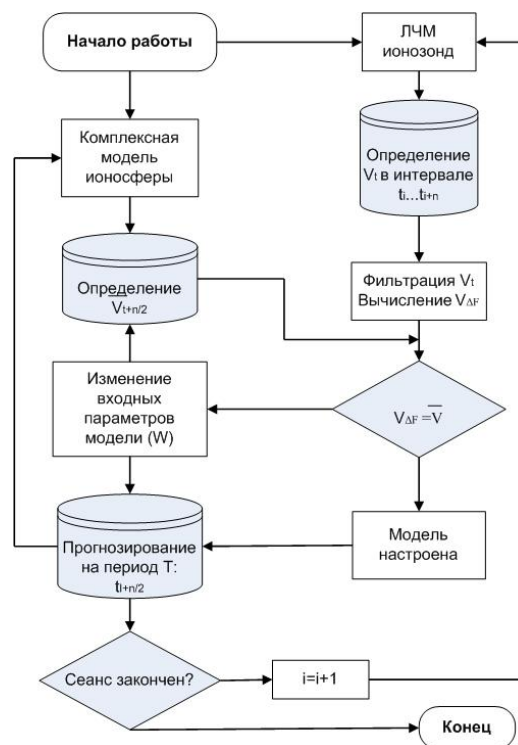 Начало работы
ЛЧМ
ионозонд
Комплексная
модель
ионосферы
Определение
Vt в интервале
ti...ti+n
Определение
V̅t+n/2
Фильтрация Vt
Вычисление VΔF
Изменение
входных
параметров
модели (W)
VΔF =V̅
Прогнозирование
на период T:
ti+n/2
Модель
настроена
Сеанс закончен?
i=i+1
Конец